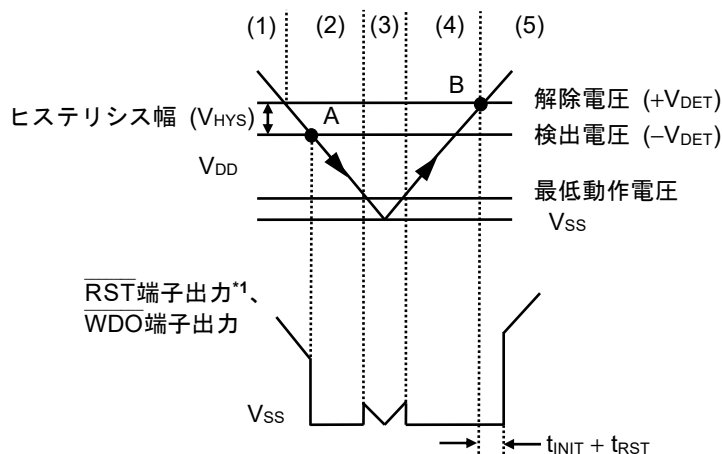 (1) (2) (3) (4) (5)
A
B
解除電圧 (+VDET)
ヒステリシス幅 (VHYS)
検出電圧 (−VDET)
VDD
最低動作電圧
VSS
RST端子出力*1、
WDO端子出力
VSS
tINIT + tRST